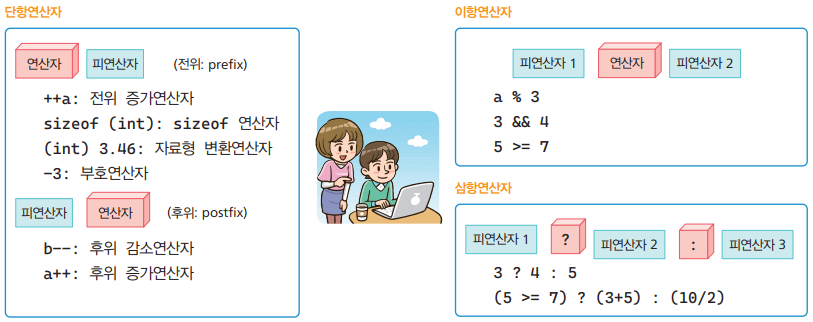 단항연산자
연산자 피연산자 (전위: prefix)
++a: 전위 증가연산자
sizeof (int): sizeof 연산자
(int) 3.46: 자료형 변환연산자
-3: 부호연산자
피연산자 연산자 (후위: postfix)
b--: 후위 감소연산자
a++: 후위 증가연산자
이항연산자
피연산자 1 연산자 피연산자 2
a % 3
3 && 4
5 >= 7
삼항연산자
피연산자 1 ? 피연산자 2 : 피연산자 3
3 ? 4 : 5
(5 >= 7) ? (3+5) : (10/2)